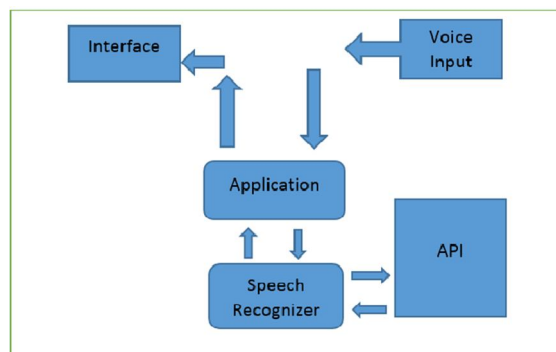 Interface
Voice
Input
Application
API
Speech
Recognizer